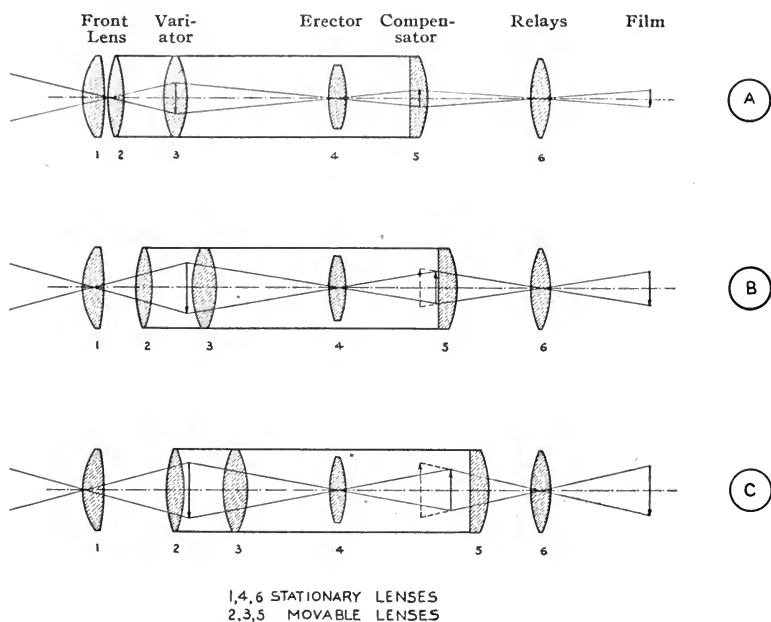 Front Lens Vari- ator Erector Compen- sator Relays Film
A
1 2 3 4 5 6
B
1 2 3 4 5 6
C
1 2 3 4 5 6
1,4,6 STATIONARY LENSES
2,3,5 MOVABLE LENSES